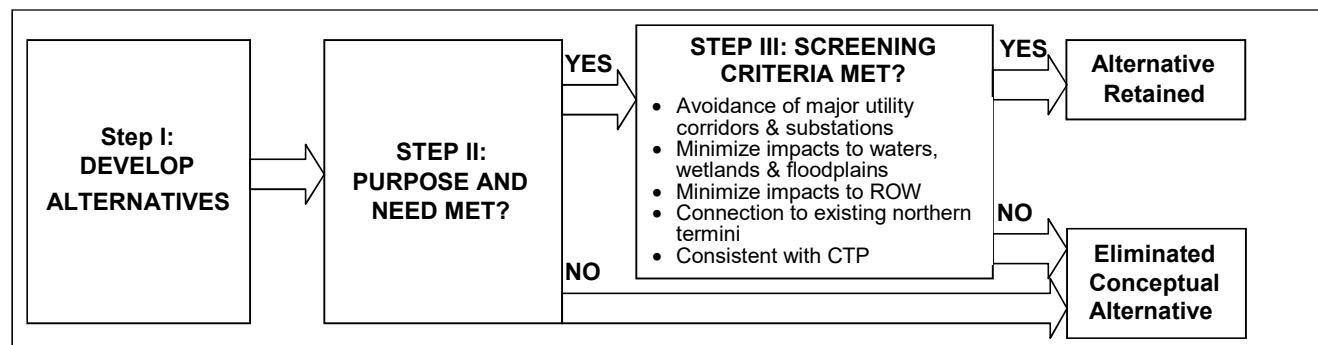 Step I:
DEVELOP
ALTERNATIVES
STEP II:
PURPOSE AND
NEED MET?
YES
NO
STEP III: SCREENING
CRITERIA MET?
• Avoidance of major utility
corridors & substations
• Minimize impacts to waters,
wetlands & floodplains
• Minimize impacts to ROW
• Connection to existing northern
termini
• Consistent with CTP
YES
NO
Alternative
Retained
Eliminated
Conceptual
Alternative